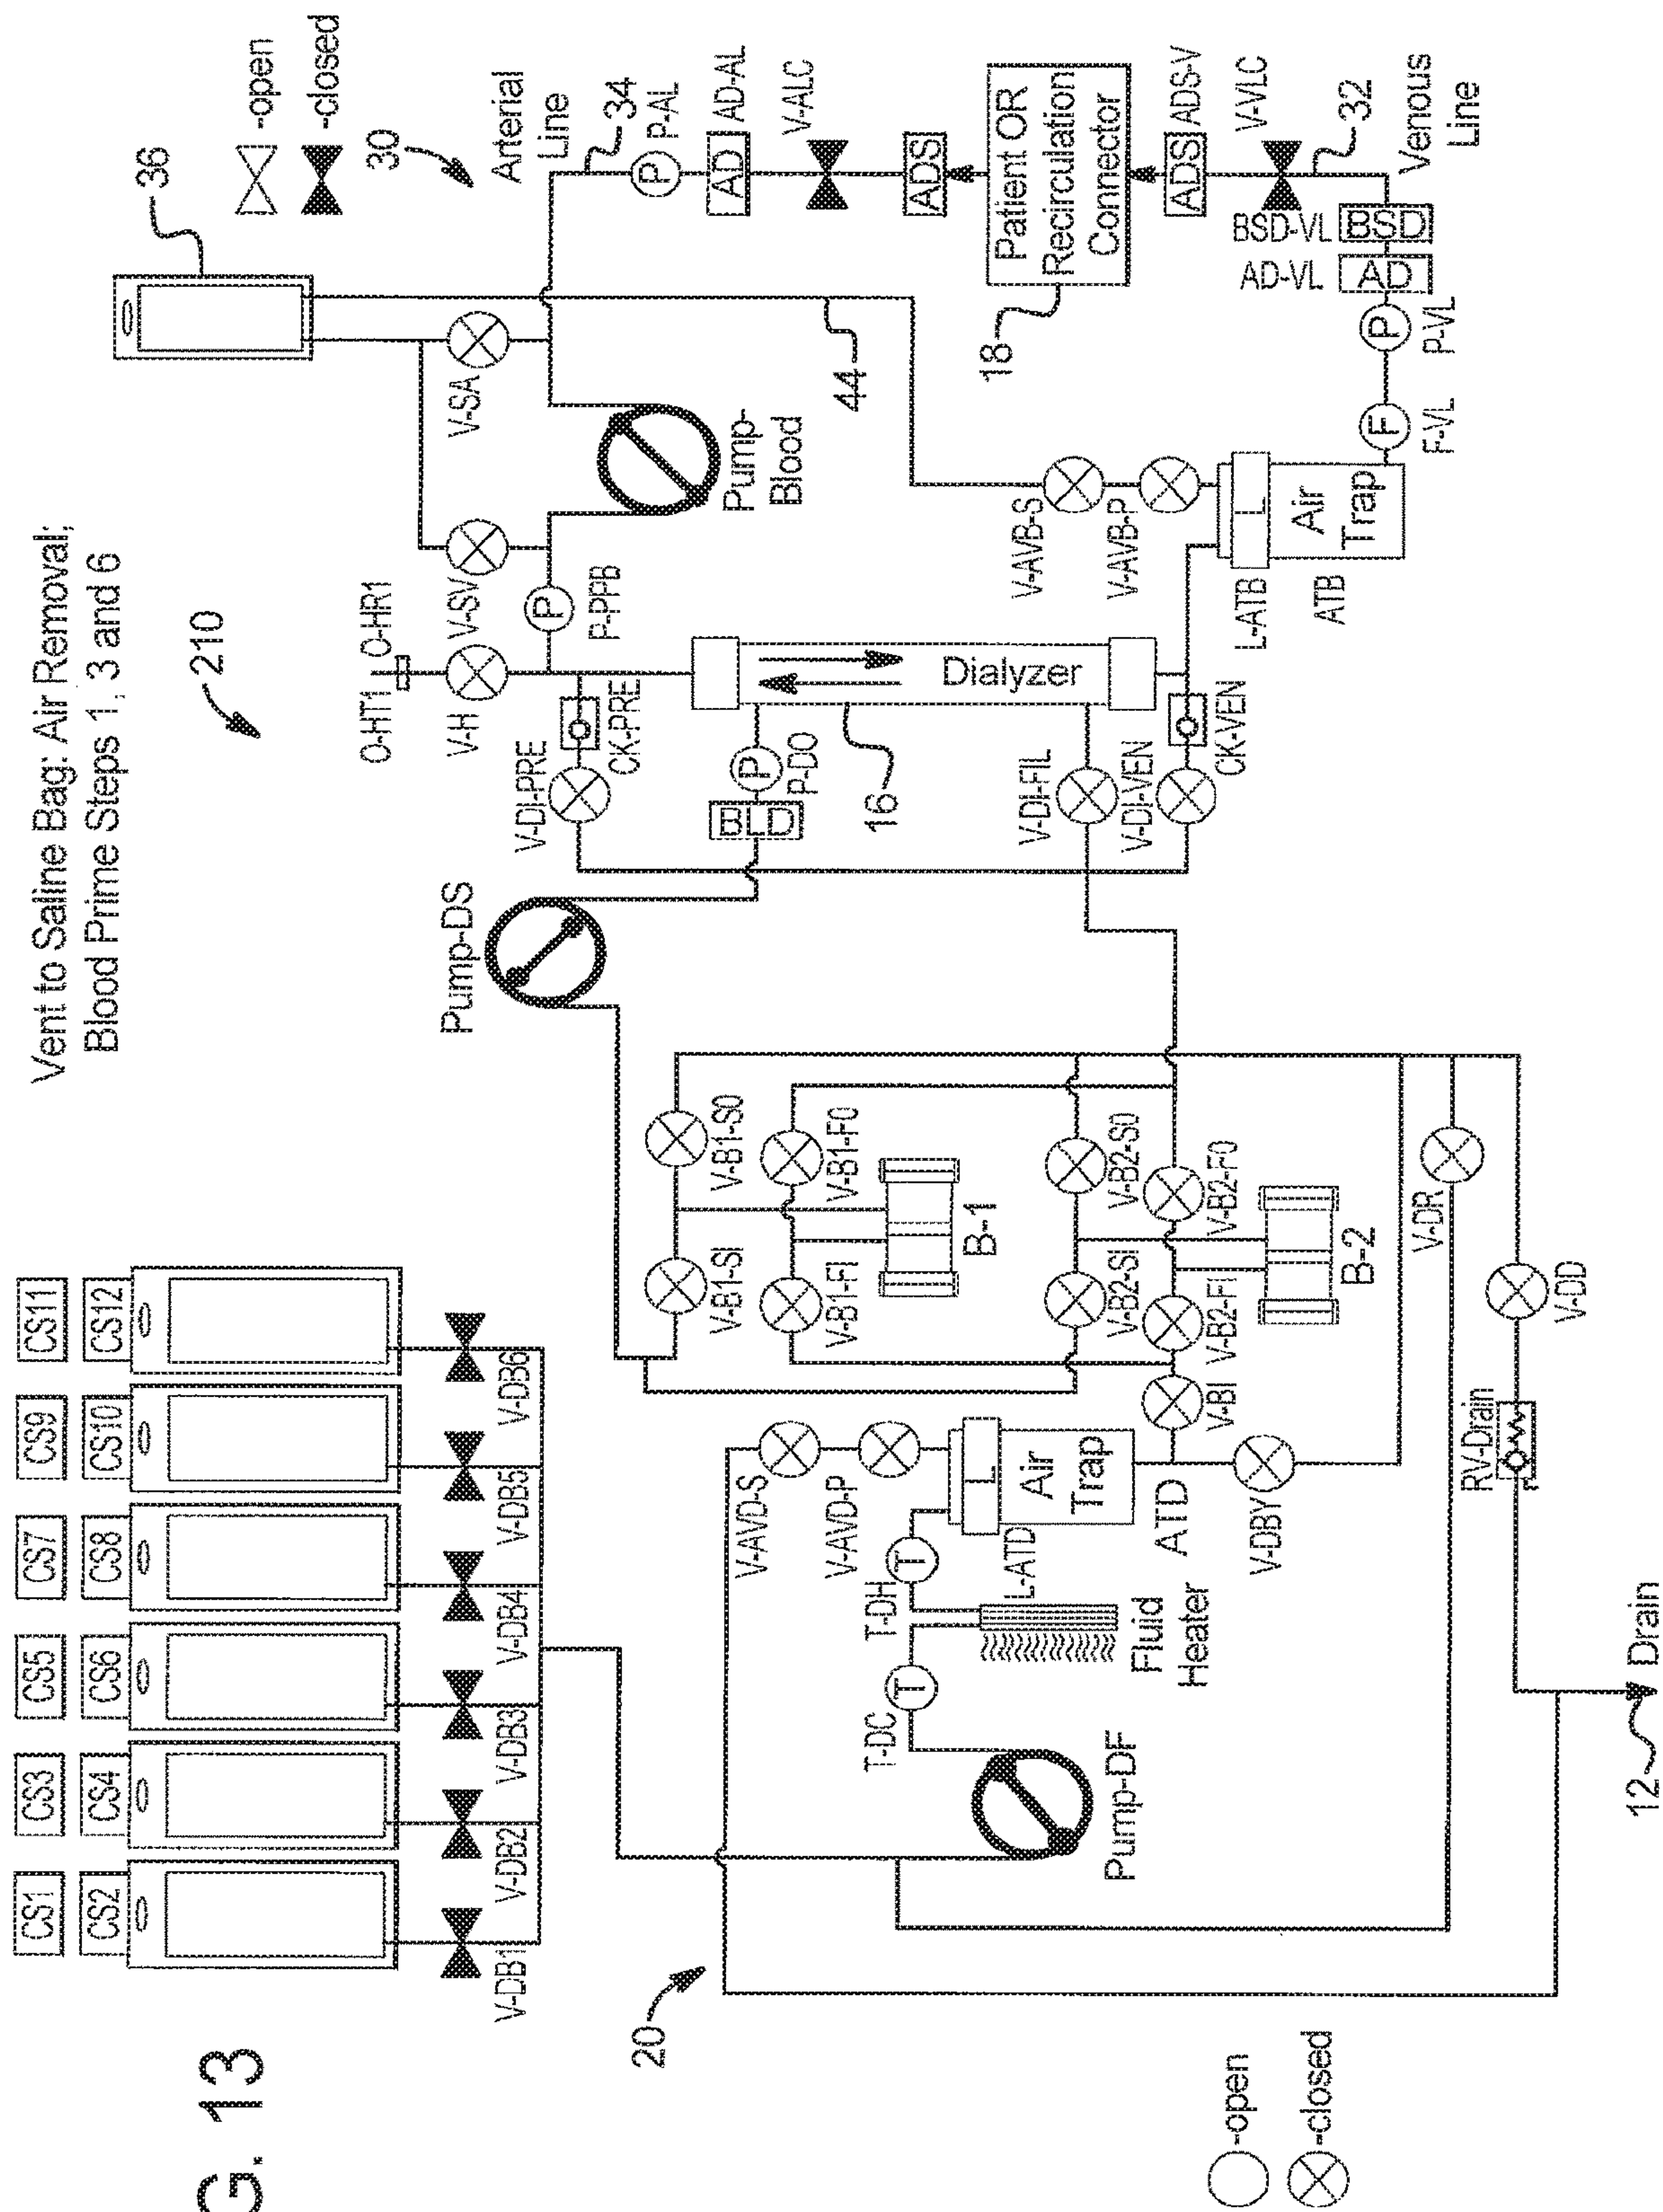 G. 13
Vent to Saline Bag: Air Removal;
Blood Prime Steps 1, 3 and 6
210
36
-open
-closed
30
Arterial
Line
34
P-AL
P
AD
AD-AL
V-ALC
ADS
Patient OR
Recirculation
Connector
18
ADS
ADS-V
V-VLC
32
Venous
Line
BSD-VL
BSD
AD-VL
AD
P
P-VL
F
F-VL
O-HT1
O-HR1
V-H
V-SV
V-SA
P
P-PPB
Pump-
Blood
44
V-DI-PRE
CK-PRE
BLD
P
P-DO
Dialyzer
16
V-DI-FIL
V-DI-VEN
CK-VEN
V-AVB-S
V-AVB-P
L-ATB
L
Air
Trap
ATB
Pump-DS
CS1
CS2
CS3
CS4
CS5
CS6
CS7
CS8
CS9
CS10
CS11
CS12
V-DB1
V-DB2
V-DB3
V-DB4
V-DB5
V-DB6
V-B1-SI
V-B1-S0
V-B1-FI
V-B1-F0
B-1
V-B2-SI
V-B2-S0
V-B2-FI
V-B2-F0
B-2
V-BI
V-AVD-S
V-AVD-P
L
Air
Trap
L-ATD
ATD
T
T-DH
T
T-DC
Fluid
Heater
Pump-DF
V-DBY
V-DR
V-DD
RV-Drain
20
12
Drain
-open
-closed